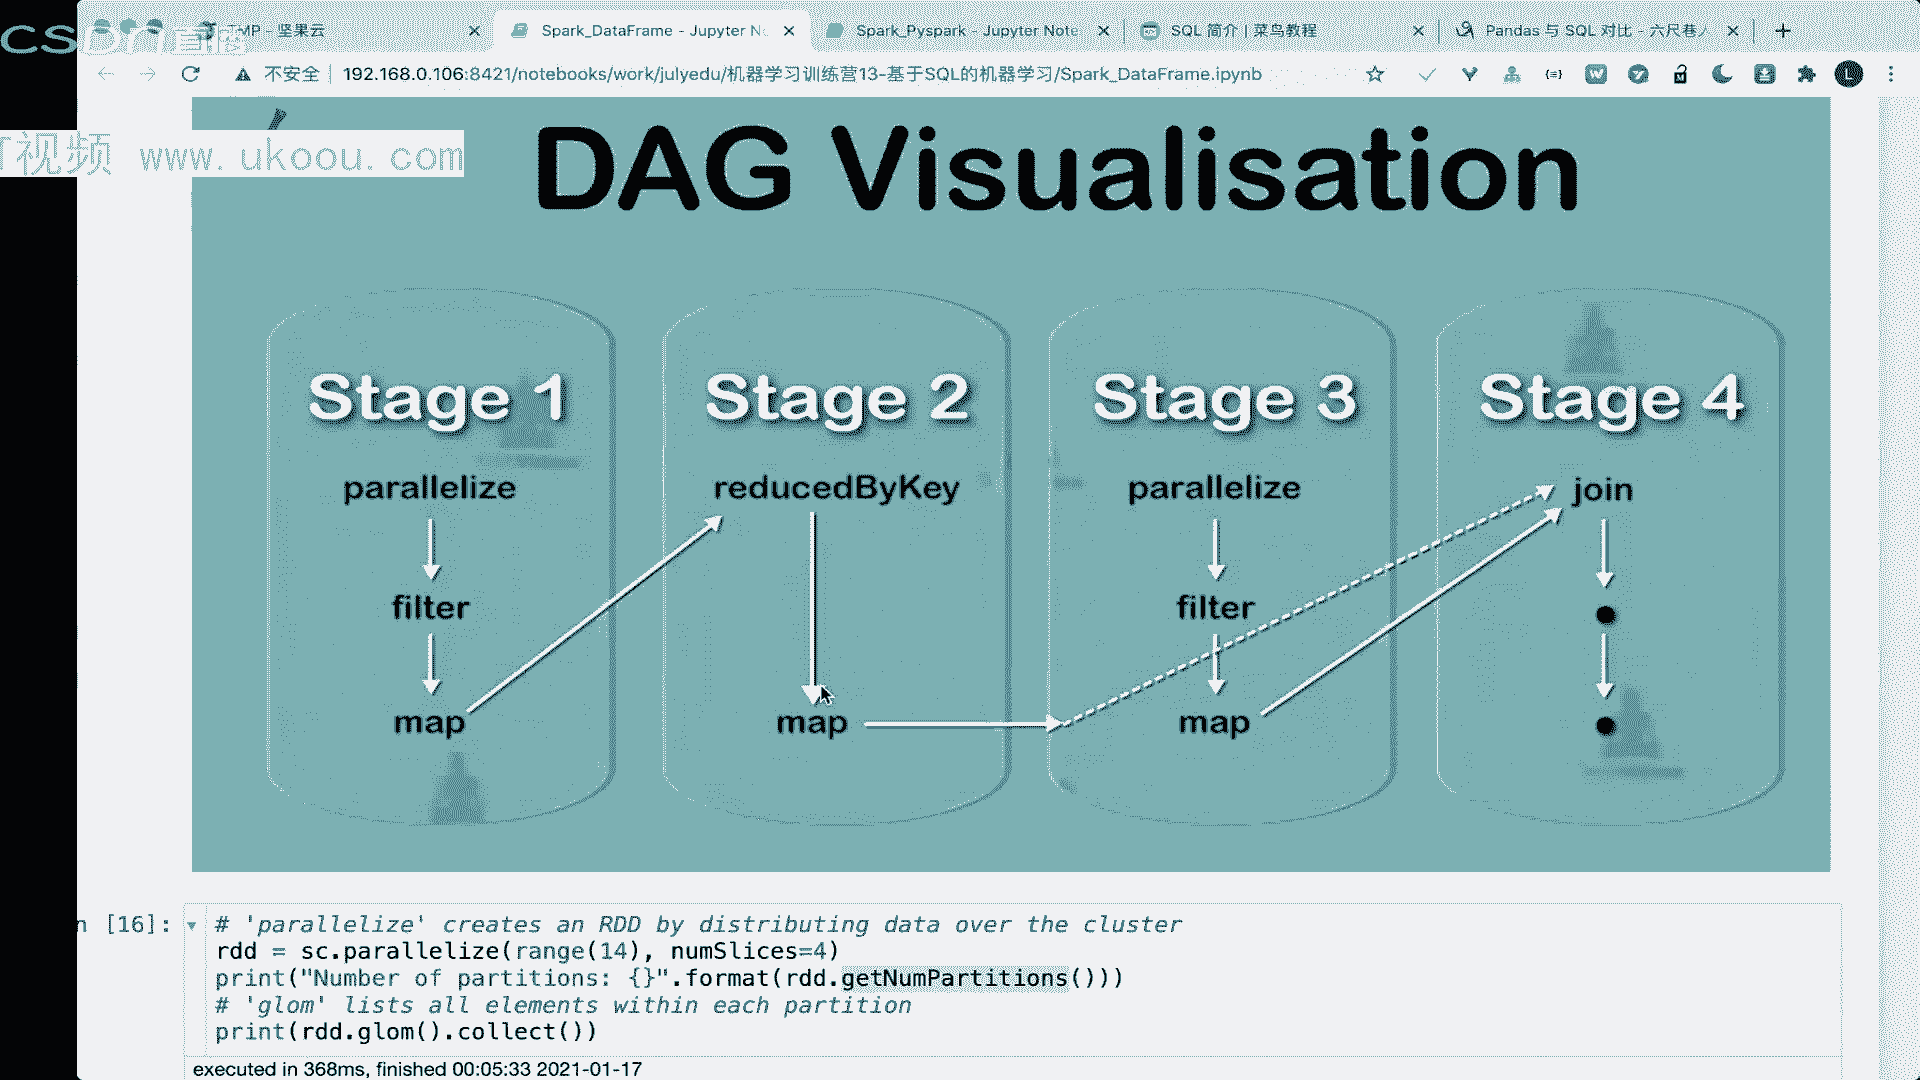 CSDN直播
TMP - 坚果云
Spark_DataFrame - Jupyter No
Spark_Pyspark - Jupyter Note
SQL 简介 | 菜鸟教程
Pandas 与 SQL 对比 - 六尺巷人
不安全
192.168.0.106:8421/notebooks/work/julyedu/机器学习训练营13-基于SQL的机器学习/Spark_DataFrame.ipynb
视频 www.ukoou.com
DAG Visualisation
Stage 1
parallelize
filter
map
Stage 2
reducedByKey
map
Stage 3
parallelize
filter
map
Stage 4
join
n [16]:
# 'parallelize' creates an RDD by distributing data over the cluster
rdd = sc.parallelize(range(14), numSlices=4)
print("Number of partitions: {}".format(rdd.getNumPartitions()))
# 'glom' lists all elements within each partition
print(rdd.glom().collect())
executed in 368ms, finished 00:05:33 2021-01-17